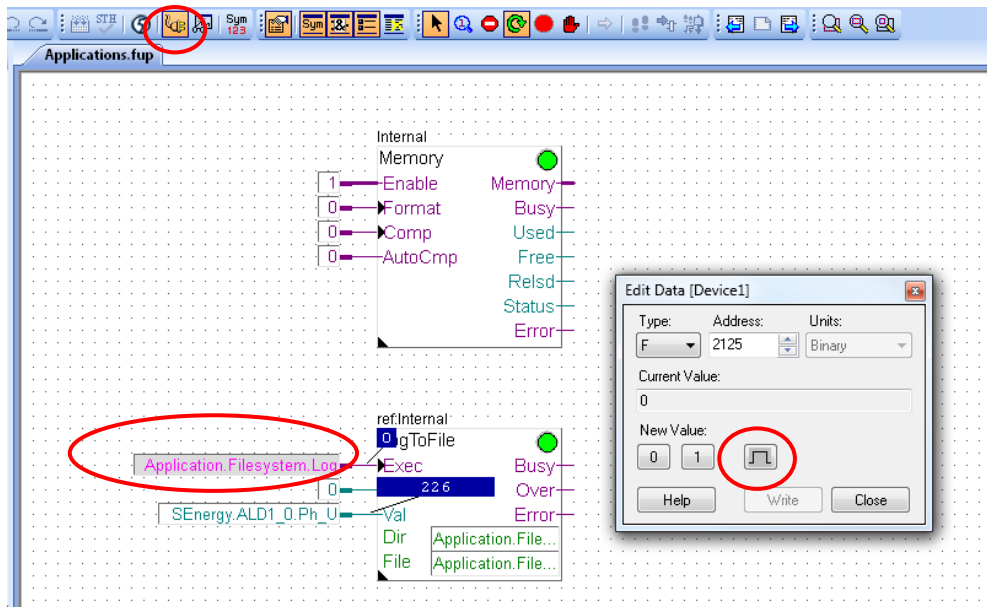 STH
Sym
123
Sym
Applications.fup
Internal
Memory
1 Enable Memory
0 Format Busy
0 Comp Used
0 AutoCmp Free
Relsd
Status
Error
ref:Internal
0 gToFile
Application.Filesystem.Log Exec Busy
0 226 Over
SEnergy.ALD1_0.Ph_U Val Error
Dir Application.File...
File Application.File...
Edit Data [Device1]
Type: Address: Units:
F 2125 Binary
Current Value:
0
New Value:
0 1
Help Write Close